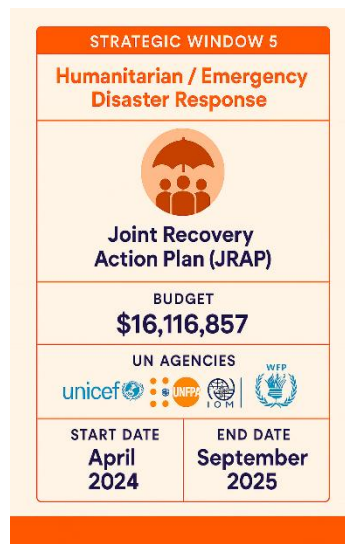 STRATEGIC WINDOW 5
Humanitarian / Emergency
Disaster Response
Joint Recovery
Action Plan (JRAP)
BUDGET
$16,116,857
UN AGENCIES
WFP
unicef UNFPA IOM
START DATE
April
2024
END DATE
September
2025